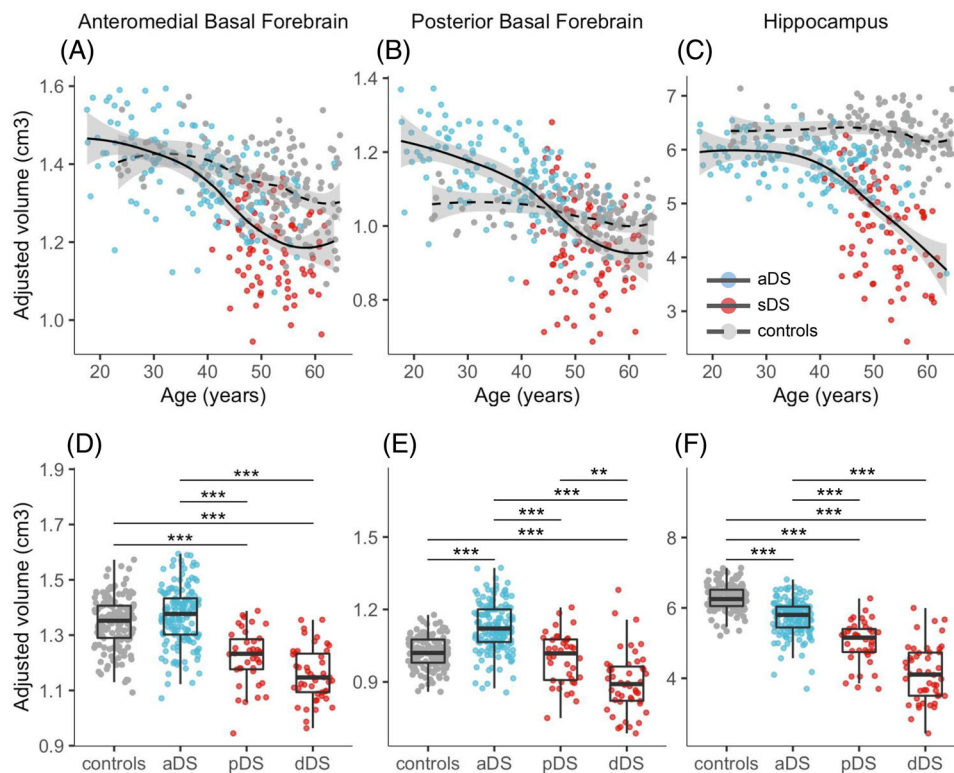 Anteromedial Basal Forebrain
Posterior Basal Forebrain
Hippocampus
(A)
(B)
(C)
Adjusted volume (cm3)
1.6
1.4
1.2
1.0
1.4
1.2
1.0
0.8
7
6
5
4
3
aDS
sDS
controls
20 30 40 50 60
20 30 40 50 60
20 30 40 50 60
Age (years)
Age (years)
Age (years)
(D)
(E)
(F)
Adjusted volume (cm3)
1.9
1.7
1.5
1.3
1.1
0.9
***
***
***
***
1.5
1.2
0.9
**
***
***
***
***
8
6
4
***
***
***
***
***
controls aDS pDS dDS
controls aDS pDS dDS
controls aDS pDS dDS